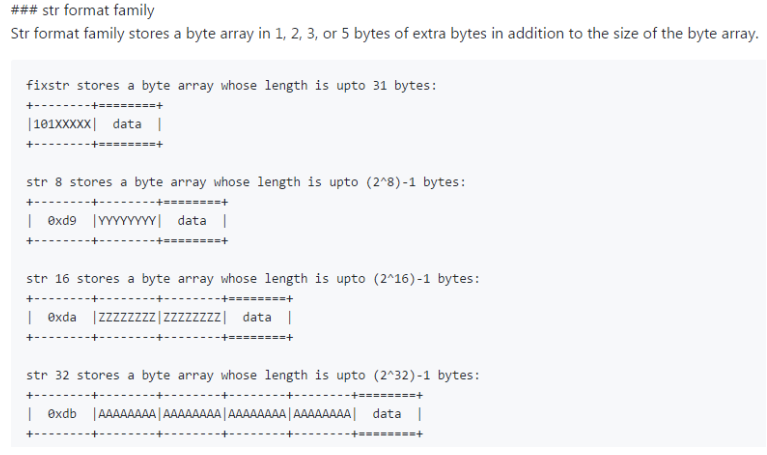 ### str format family
Str format family stores a byte array in 1, 2, 3, or 5 bytes of extra bytes in addition to the size of the byte array.
fixstr stores a byte array whose length is upto 31 bytes:
+--------+========+
|101XXXXX|  data  |
+--------+========+
str 8 stores a byte array whose length is upto (2^8)-1 bytes:
+--------+--------+========+
|  0xd9  |YYYYYYYY|  data  |
+--------+--------+========+
str 16 stores a byte array whose length is upto (2^16)-1 bytes:
+--------+--------+--------+========+
|  0xda  |ZZZZZZZZ|ZZZZZZZZ|  data  |
+--------+--------+--------+========+
str 32 stores a byte array whose length is upto (2^32)-1 bytes:
+--------+--------+--------+--------+--------+========+
|  0xdb  |AAAAAAAA|AAAAAAAA|AAAAAAAA|AAAAAAAA|  data  |
+--------+--------+--------+--------+--------+========+